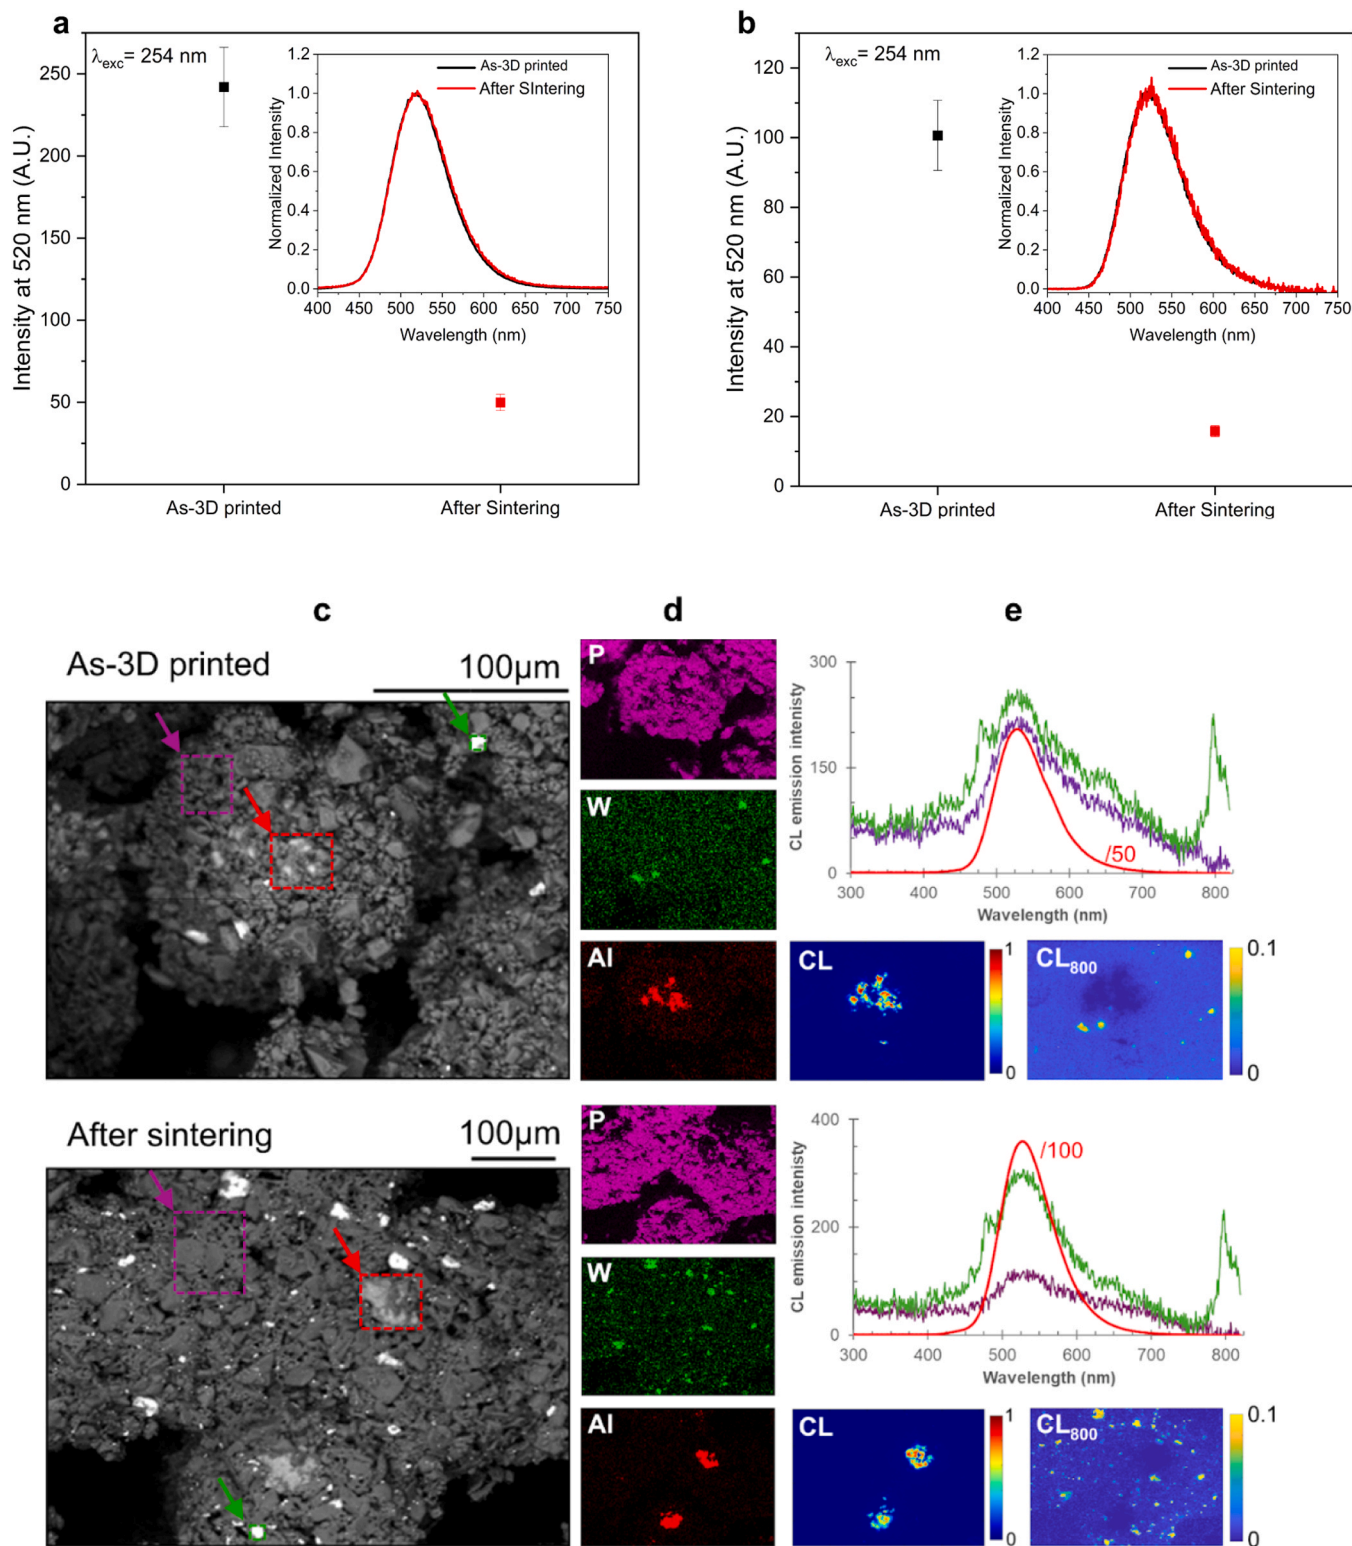 a
λexc= 254 nm
Intensity at 520 nm (A.U.)
250
200
150
100
50
0
As-3D printed
After Sintering
As-3D printed
After SIntering
Normalized Intensity
1.2
1.0
0.8
0.6
0.4
0.2
0.0
400 450 500 550 600 650 700 750
Wavelength (nm)
b
λexc= 254 nm
Intensity at 520 nm (A.U.)
120
100
80
60
40
20
0
As-3D printed
After Sintering
As-3D printed
After Sintering
Normalized Intensity
1.2
1.0
0.8
0.6
0.4
0.2
0.0
400 450 500 550 600 650 700 750
Wavelength (nm)
c
d
e
As-3D printed
100µm
P
W
Al
CL emission intenisty
300
150
0
/50
300 400 500 600 700 800
Wavelength (nm)
CL
1
0
CL800
0.1
0
After sintering
100µm
P
W
Al
CL emission intenisty
400
300
200
100
0
/100
300 400 500 600 700 800
Wavelength (nm)
CL
1
0
CL800
0.1
0